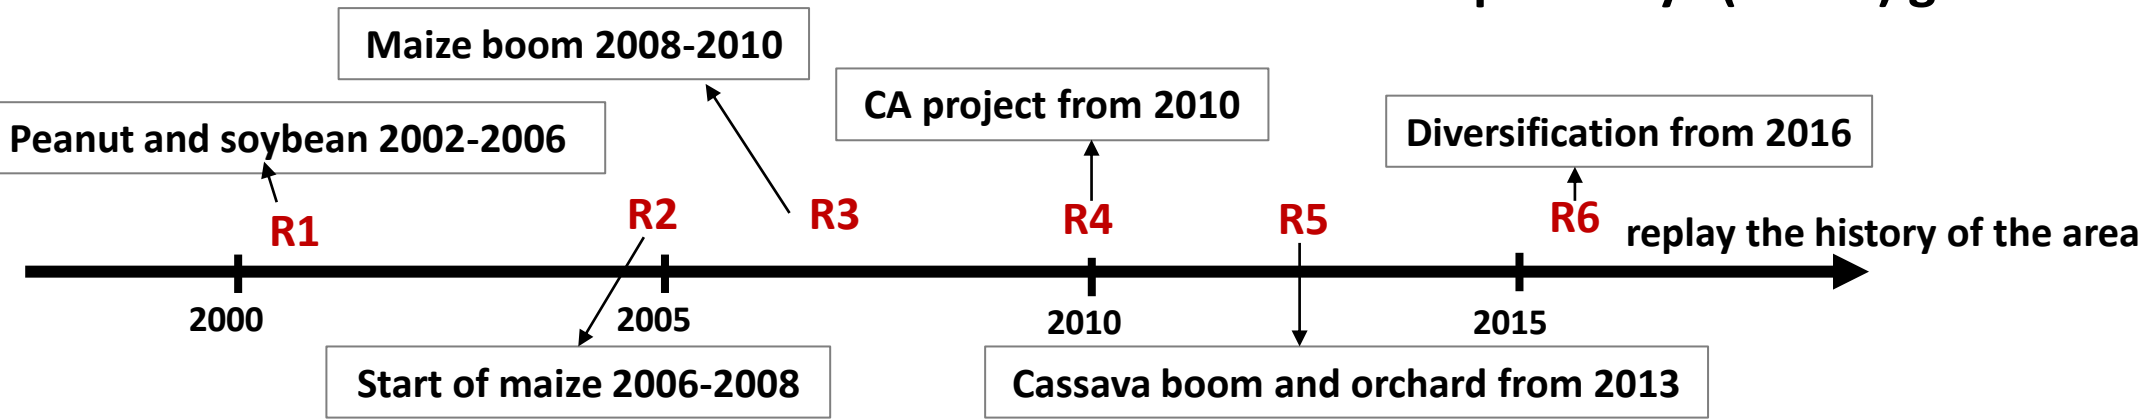 Maize boom 2008-2010
CA project from 2010
Peanut and soybean 2002-2006
Diversification from 2016
R1
R2
R3
R4
R5
R6
replay the history of the area
2000
2005
2010
2015
Start of maize 2006-2008
Cassava boom and orchard from 2013